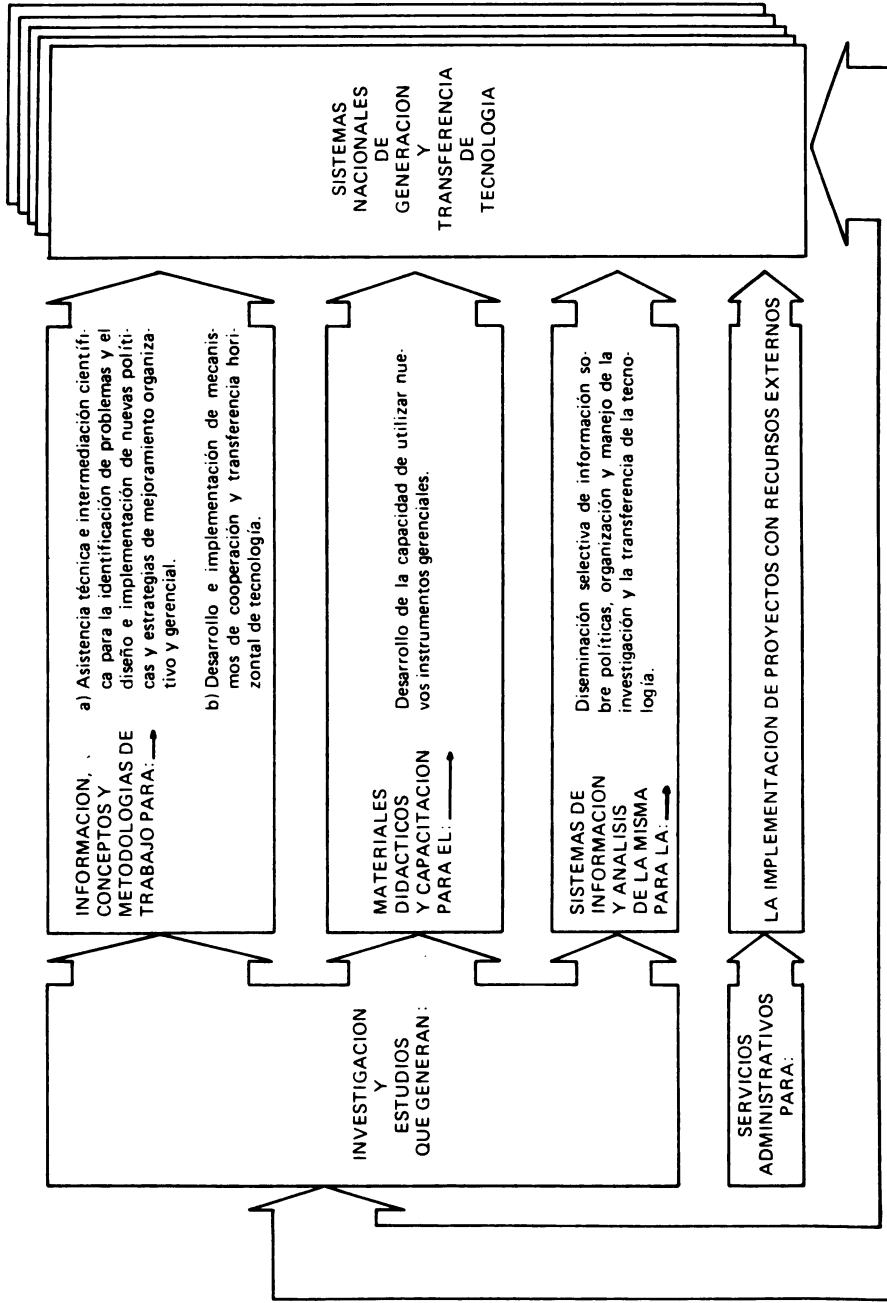 INVESTIGACION
Y
ESTUDIOS
QUE GENERAN:
SERVICIOS
ADMINISTRATIVOS
PARA:
INFORMACION,
CONCEPTOS Y
METODOLOGIAS DE
TRABAJO PARA:
a) Asistencia técnica e intermediación científi-
ca para la identificación de problemas y el
diseño e implementación de nuevas políti-
cas y estrategias de mejoramiento organiza-
tivo y gerencial.
b) Desarrollo e implementación de mecanis-
mos de cooperación y transferencia hori-
zontal de tecnología.
MATERIALES
DIDACTICOS
Y CAPACITACION
PARA EL:
Desarrollo de la capacidad de utilizar nue-
vos instrumentos gerenciales.
SISTEMAS DE
INFORMACION
Y ANALISIS
DE LA MISMA
PARA LA:
Diseminación selectiva de información so-
bre políticas, organización y manejo de la
investigación y la transferencia de la tecno-
logía.
LA IMPLEMENTACION DE PROYECTOS CON RECURSOS EXTERNOS
SISTEMAS
NACIONALES
DE
GENERACION
Y
TRANSFERENCIA
DE
TECNOLOGIA